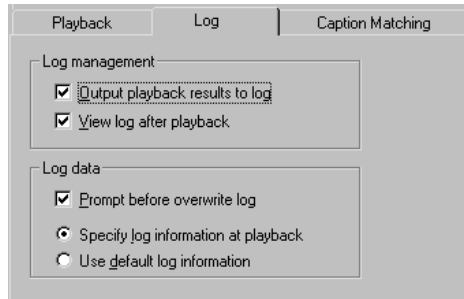 Playback Log Caption Matching
Log management
Output playback results to log
View log after playback
Log data
Prompt before overwrite log
Specify log information at playback
Use default log information